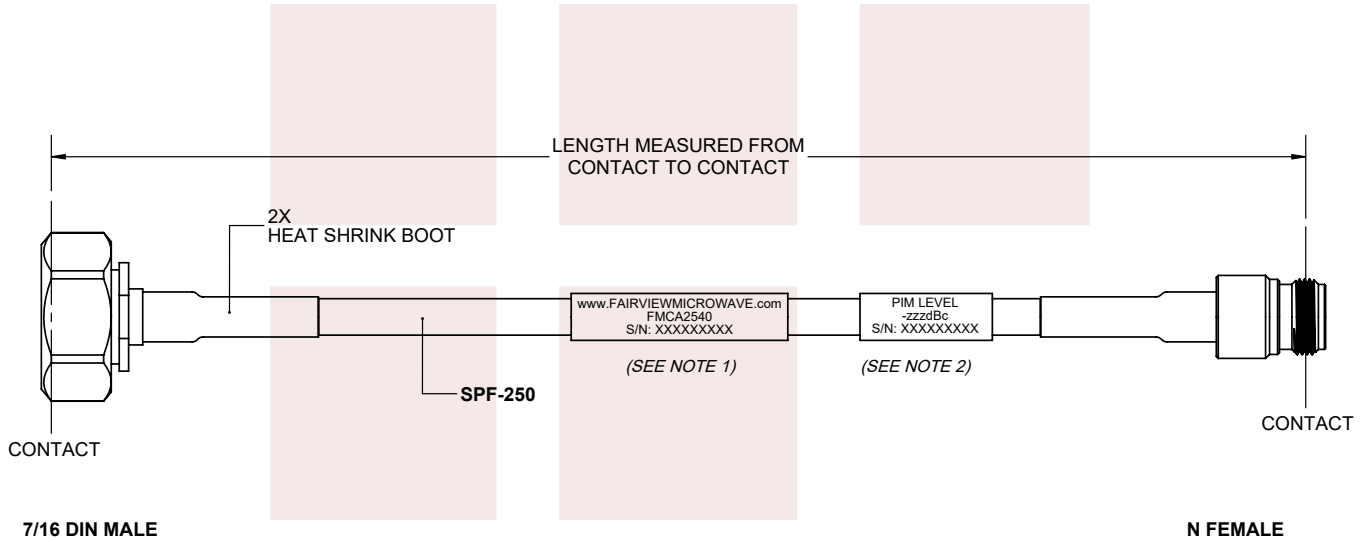 LENGTH MEASURED FROM
CONTACT TO CONTACT
2X
HEAT SHRINK BOOT
www.FAIRVIEWMICROWAVE.com
FMCA2540
S/N: XXXXXXXXX
PIM LEVEL
-zzzdBc
S/N: XXXXXXXXX
(SEE NOTE 1)
(SEE NOTE 2)
SPF-250
CONTACT
CONTACT
7/16 DIN MALE
N FEMALE